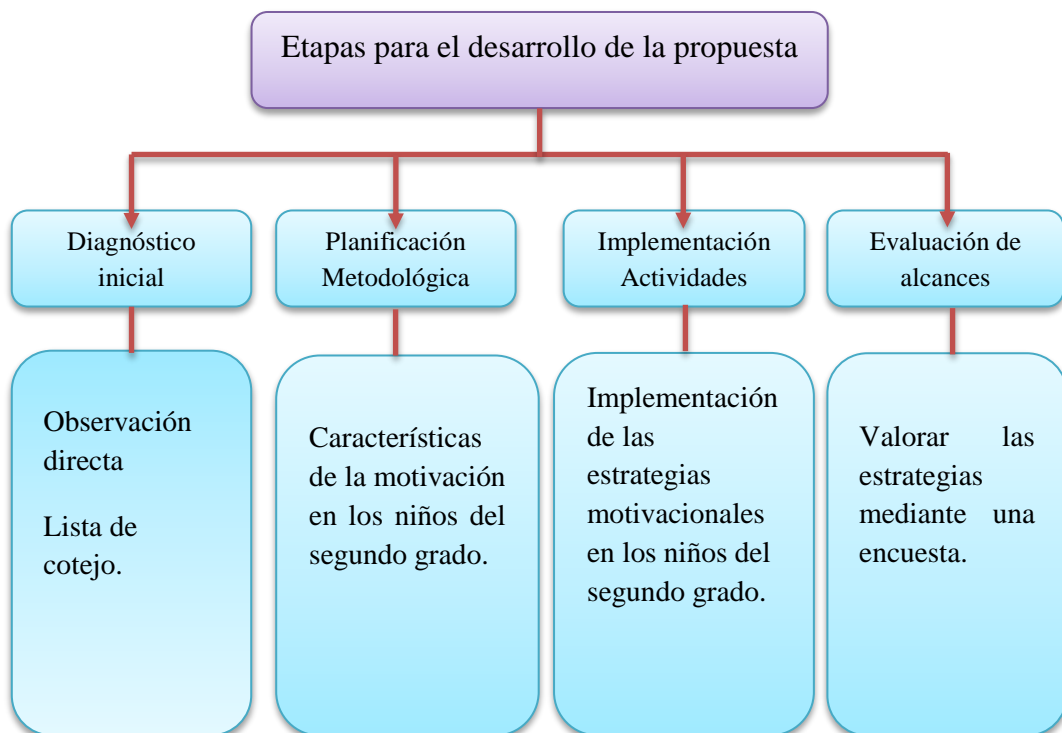 Etapas para el desarrollo de la propuesta
Diagnóstico
inicial
Planificación
Metodológica
Implementación
Actividades
Evaluación de
alcances
Observación
directa
Lista de
cotejo.
Características
de la motivación
en los niños del
segundo grado.
Implementación
de las
estrategias
motivacionales
en los niños del
segundo grado.
Valorar las
estrategias
mediante una
encuesta.